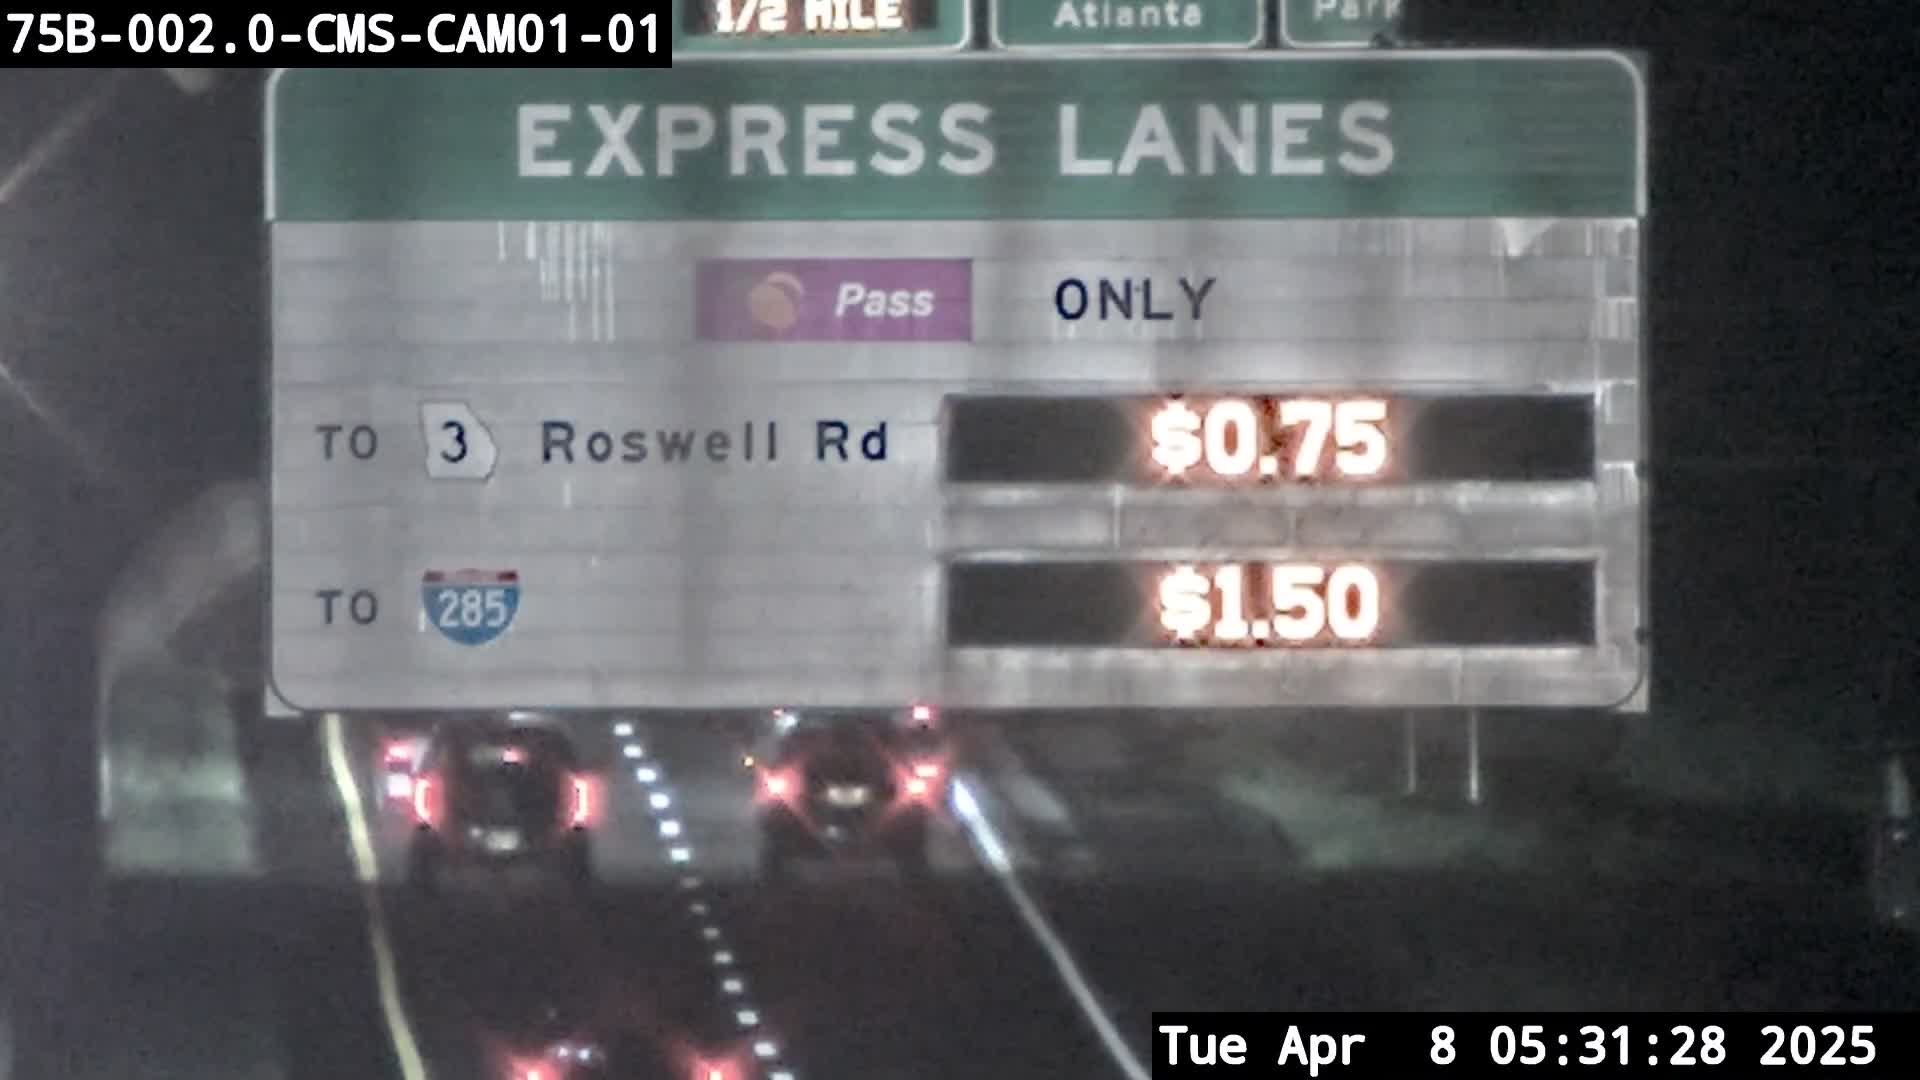 75B-002.0-CMS-CAM01-01
1/2 MILE
Atlanta
Park
EXPRESS LANES
Pass ONLY
TO 3 Roswell Rd $0.75
TO 285 $1.50
Tue Apr 8 05:31:28 2025